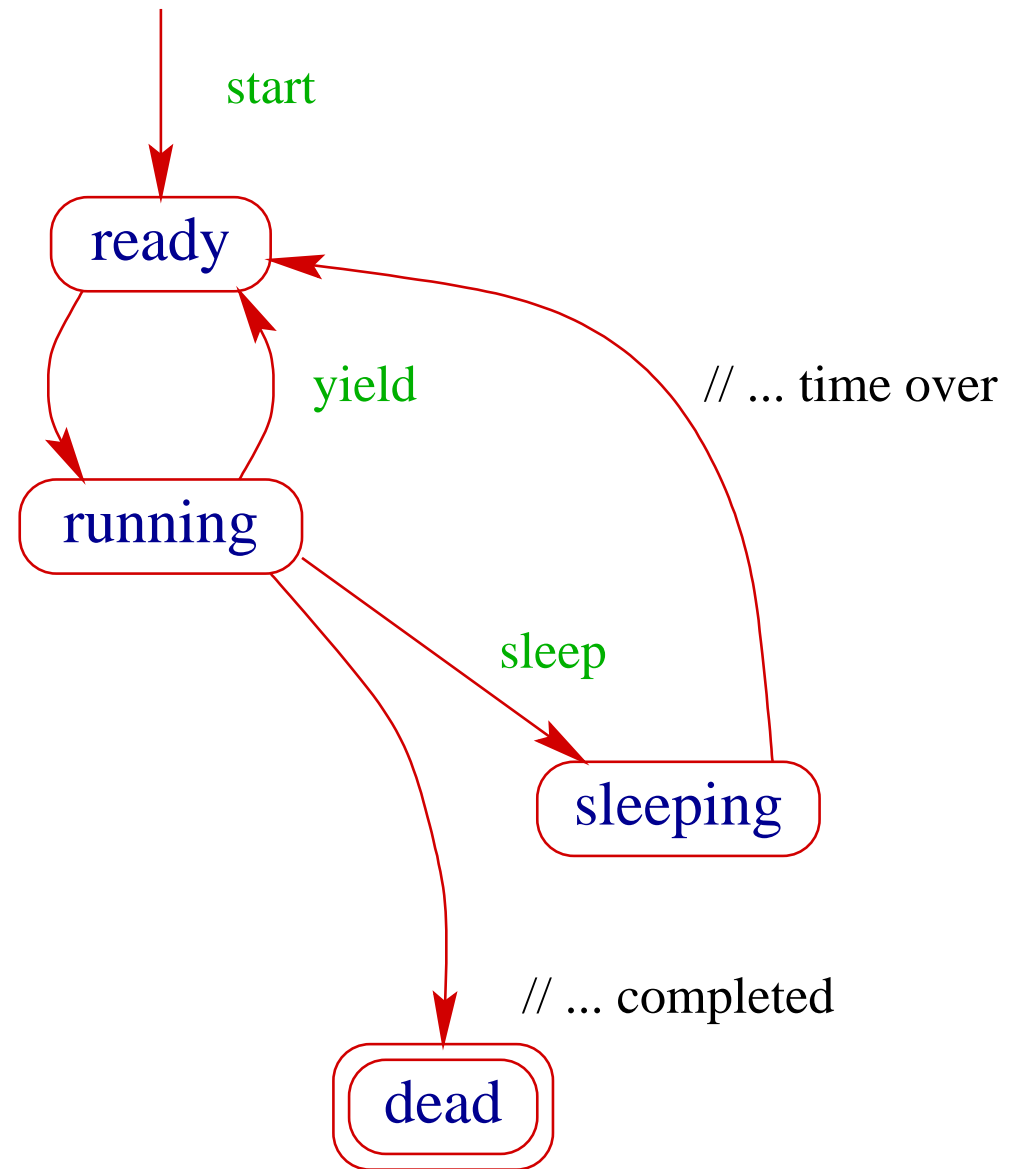 start
ready
yield
// ... time over
running
sleep
sleeping
// ... completed
dead